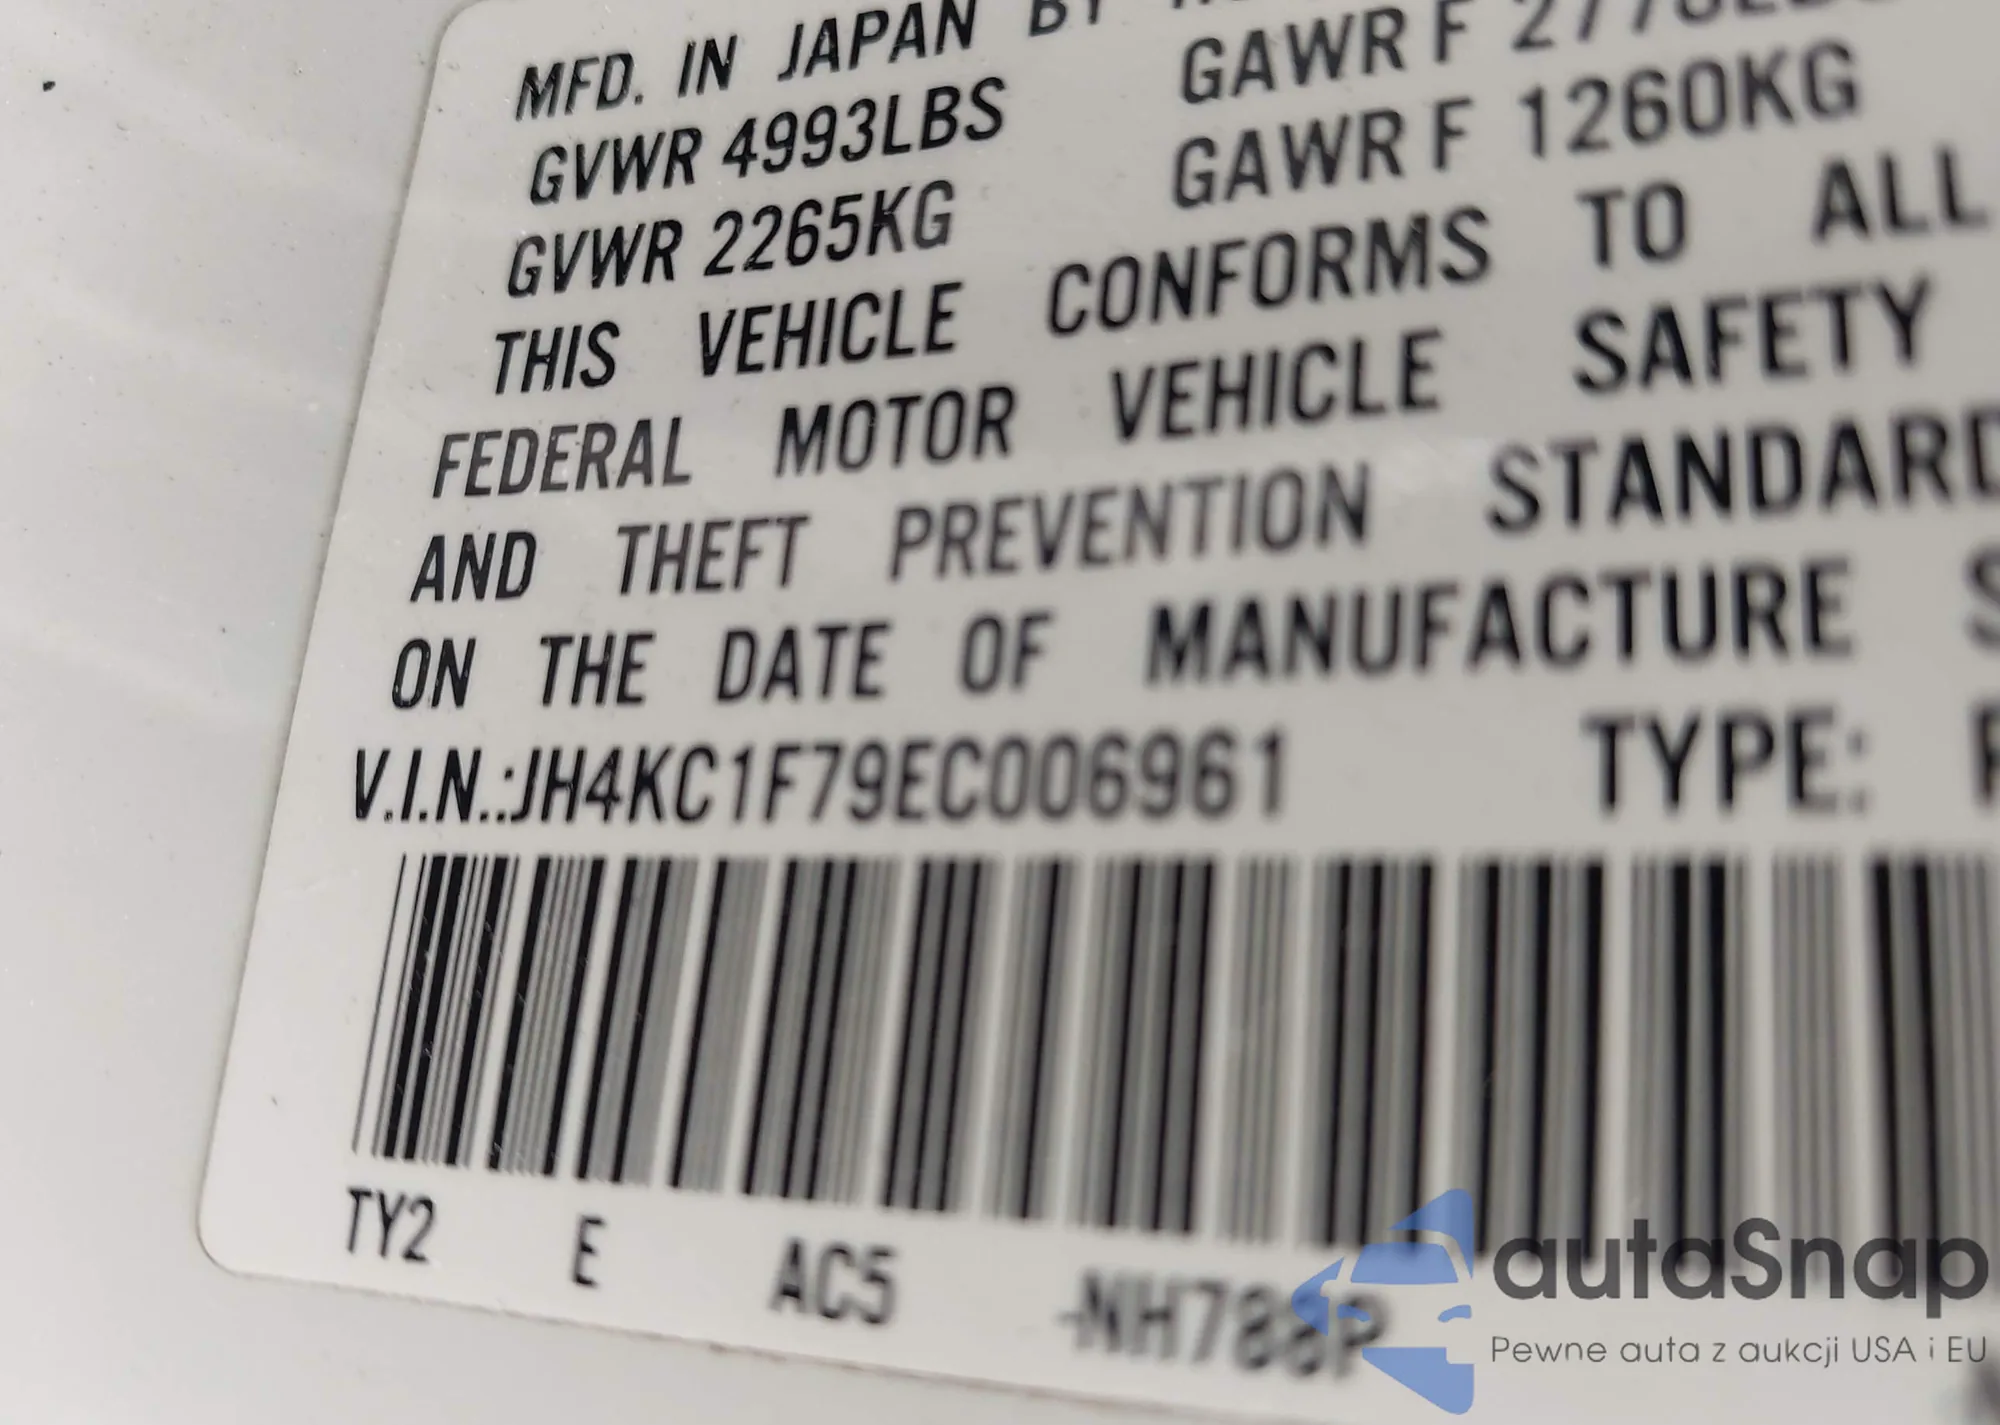 MFD. IN JAPAN BY
GVWR 4993LBS GAWR F
GVWR 2265KG GAWR F 1260KG
THIS VEHICLE CONFORMS TO ALL
FEDERAL MOTOR VEHICLE SAFETY
AND THEFT PREVENTION STANDARD
ON THE DATE OF MANUFACTURE
V.I.N.:JH4KC1F79EC006961 TYPE:
TY2 E AC5 -NH788P
autaSnap
Pewne auta z aukcji USA i EU